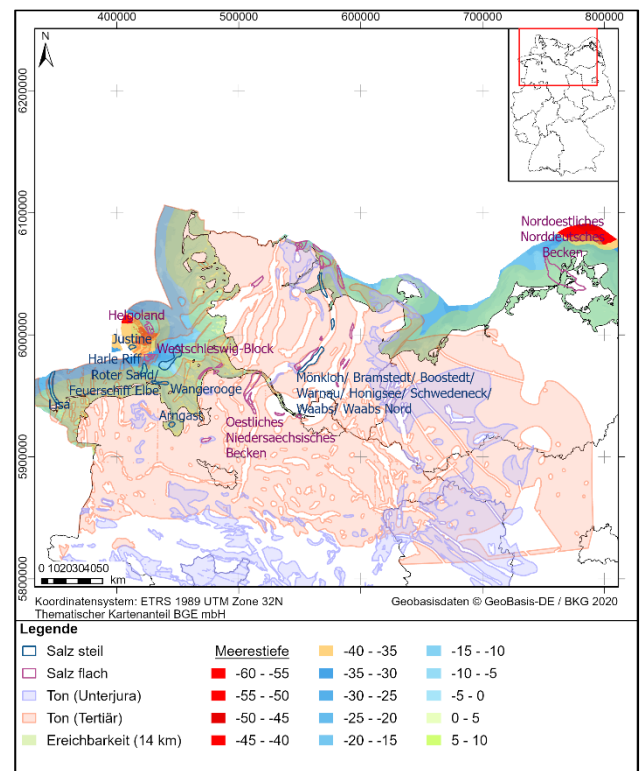 400000 500000 600000 700000 800000
N
6200000
6100000
6000000
5900000
5800000
Nordoestliches
Norddeutsches
Becken
Helgoland
Justine
Westschleswig-Block
Harle Riff
Roter Sand/
Feuerschiff Elbe
Wangerooge
Lisa
Arngast
Mönkloh/ Bramstedt/ Boostedt/
Warnau/ Honigsee/ Schwedeneck/
Waabs/ Waabs Nord
Oestliches
Niedersaechsisches
Becken
0 1020304050
km
Koordinatensystem: ETRS 1989 UTM Zone 32N
Geobasisdaten © GeoBasis-DE / BKG 2020
Thematischer Kartenanteil BGE mbH
Legende
Salz steil
Salz flach
Ton (Unterjura)
Ton (Tertiär)
Ereichbarkeit (14 km)
Meerestiefe
-60 - -55
-55 - -50
-50 - -45
-45 - -40
-40 - -35
-35 - -30
-30 - -25
-25 - -20
-20 - -15
-15 - -10
-10 - -5
-5 - 0
0 - 5
5 - 10